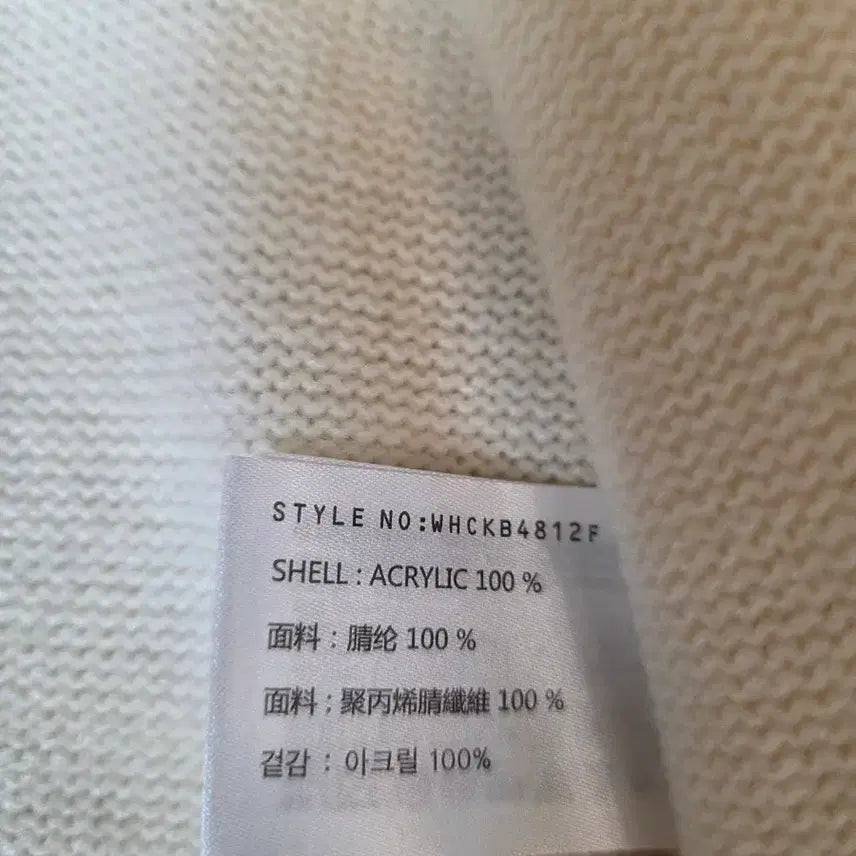 STYLE NO:WHCKB4812F
SHELL : ACRYLIC 100 %
面料 : 腈纶 100 %
面料 : 聚丙烯腈纖維 100 %
겉감 : 아크릴 100%